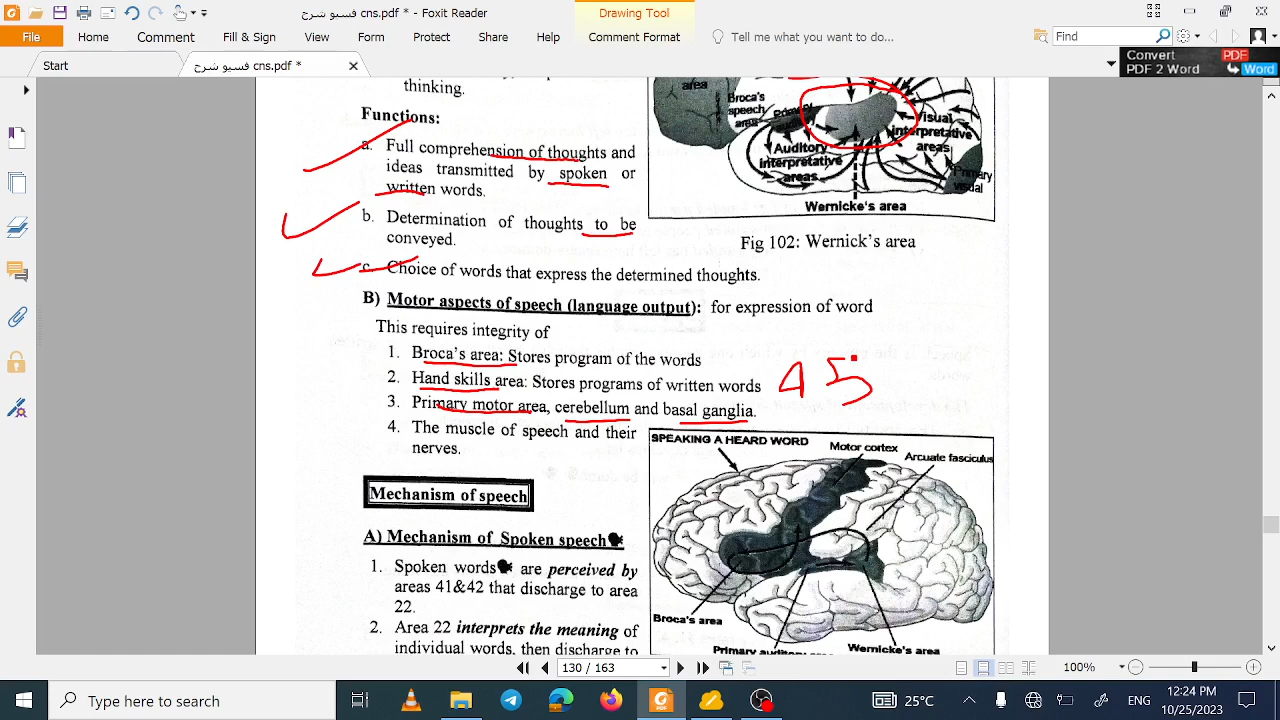 فسيو شرح cns.pdf * - Foxit Reader
Drawing Tool
File
Home
Comment
Fill & Sign
View
Form
Protect
Share
Help
Comment Format
Tell me what you want to do...
Find
Start
فسيو شرح cns.pdf *
Convert PDF
PDF 2 Word Word
thinking.
Functions:
a. Full comprehension of thoughts and
ideas transmitted by spoken or
written words.
b. Determination of thoughts to be
conveyed.
c. Choice of words that express the determined thoughts.
area
Broca's
speech
area
Visual
interpretative
areas
Auditory
interpretative
areas
Primary
visual
Wernicke's area
Fig 102: Wernick's area
B) Motor aspects of speech (language output): for expression of word
This requires integrity of
1. Broca's area: Stores program of the words
2. Hand skills area: Stores programs of written words
45
3. Primary motor area, cerebellum and basal ganglia.
4. The muscle of speech and their
nerves.
SPEAKING A HEARD WORD
Motor cortex
Arcuate fasciculus
Broca's area
Primary auditory area
Wernicke's area
Mechanism of speech
A) Mechanism of Spoken speech
1. Spoken words are perceived by
areas 41&42 that discharge to area
22.
2. Area 22 interprets the meaning of
individual words, then discharge to
130 / 163
100%
Type here to search
25°C
ENG
12:24 PM
10/25/2023